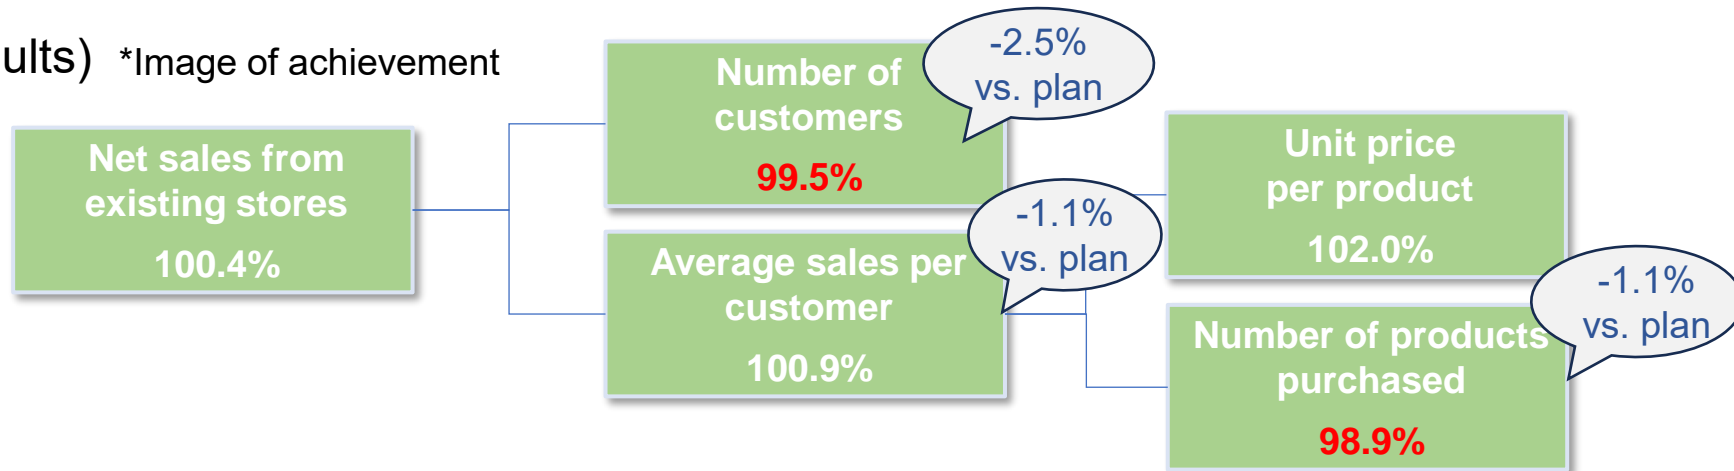 ults) *Image of achievement
Net sales from
existing stores
100.4%
Number of
customers
99.5%
-2.5%
vs. plan
Average sales per
customer
100.9%
-1.1%
vs. plan
Unit price
per product
102.0%
Number of products
purchased
98.9%
-1.1%
vs. plan